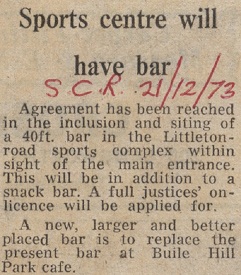 Sports centre will
have bar
S.C.R. 21/12/73
Agreement has been reached
in the inclusion and siting of
a 40ft. bar in the Littleton-
road sports complex within
sight of the main entrance.
This will be in addition to a
snack bar. A full justices' on-
licence will be applied for.
A new, larger and better
placed bar is to replace the
present bar at Buile Hill
Park cafe.